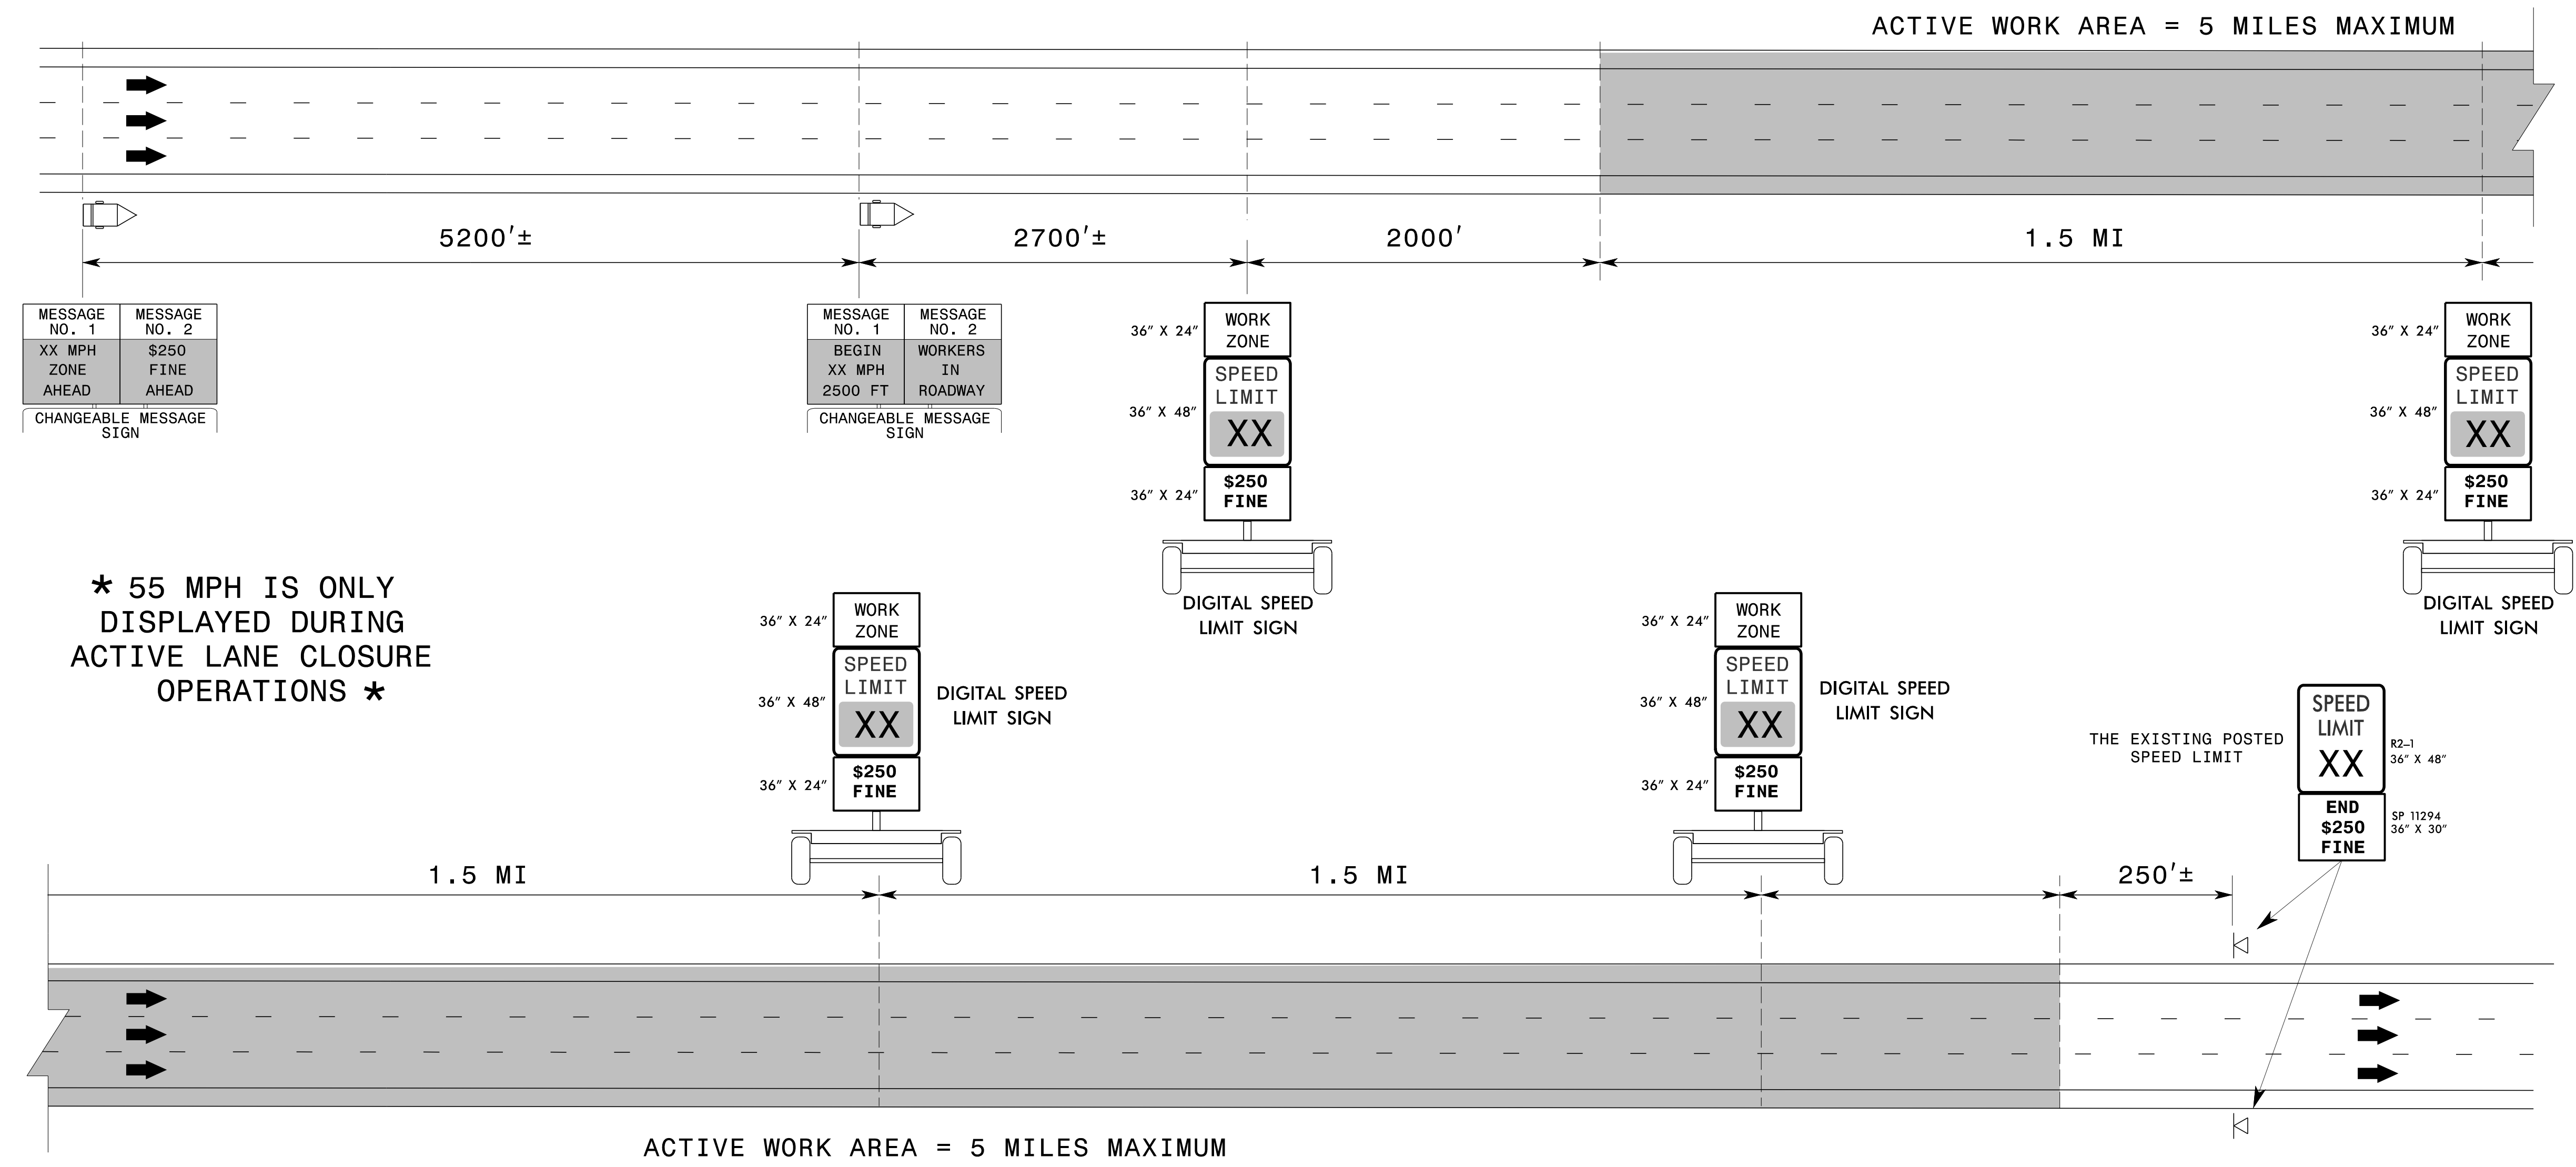 ACTIVE WORK AREA = 5 MILES MAXIMUM
5200'±
2700'±
2000'
1.5 MI
MESSAGE NO. 1
MESSAGE NO. 2
XX MPH
ZONE
AHEAD
$250
FINE
AHEAD
CHANGEABLE MESSAGE
SIGN
MESSAGE NO. 1
MESSAGE NO. 2
BEGIN
XX MPH
2500 FT
WORKERS
IN
ROADWAY
CHANGEABLE MESSAGE
SIGN
36" X 24"
WORK
ZONE
36" X 48"
SPEED
LIMIT
XX
36" X 24"
$250
FINE
DIGITAL SPEED
LIMIT SIGN
36" X 24"
WORK
ZONE
36" X 48"
SPEED
LIMIT
XX
36" X 24"
$250
FINE
DIGITAL SPEED
LIMIT SIGN
* 55 MPH IS ONLY
DISPLAYED DURING
ACTIVE LANE CLOSURE
OPERATIONS *
36" X 24"
WORK
ZONE
36" X 48"
SPEED
LIMIT
XX
36" X 24"
$250
FINE
DIGITAL SPEED
LIMIT SIGN
36" X 24"
WORK
ZONE
36" X 48"
SPEED
LIMIT
XX
36" X 24"
$250
FINE
DIGITAL SPEED
LIMIT SIGN
THE EXISTING POSTED
SPEED LIMIT
SPEED
LIMIT
XX
R2–1
36" X 48"
END
$250
FINE
SP 11294
36" X 30"
1.5 MI
1.5 MI
250'±
ACTIVE WORK AREA = 5 MILES MAXIMUM